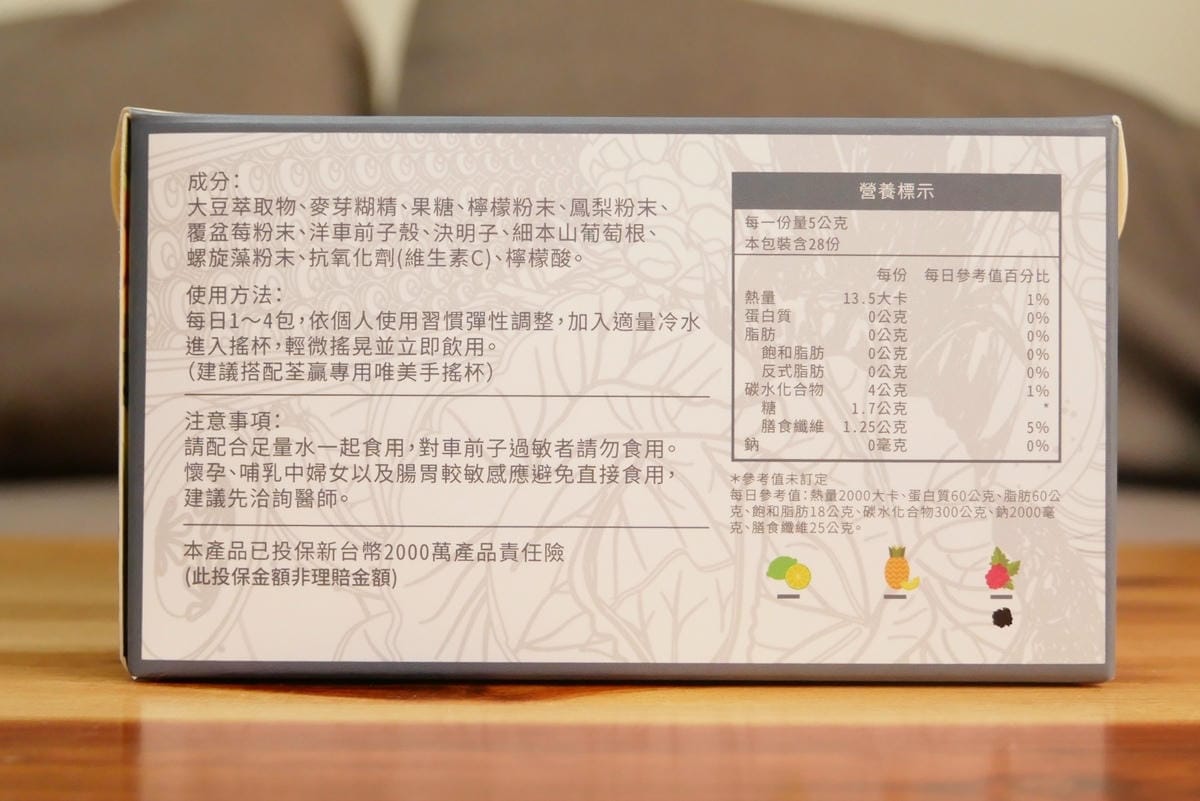 成分：
大豆萃取物、麥芽糊精、果糖、檸檬粉末、鳳梨粉末、
覆盆莓粉末、洋車前子殼、決明子、細本山葡萄根、
螺旋藻粉末、抗氧化劑(維生素C)、檸檬酸。
使用方法：
每日1～4包，依個人使用習慣彈性調整，加入適量冷水
進入搖杯，輕微搖晃並立即飲用。
（建議搭配荃贏專用唯美手搖杯）
注意事項：
請配合足量水一起食用，對車前子過敏者請勿食用。
懷孕、哺乳中婦女以及腸胃較敏感應避免直接食用，
建議先洽詢醫師。
本產品已投保新台幣2000萬產品責任險
(此投保金額非理賠金額)
營養標示
每一份量5公克
本包裝含28份
每份 每日參考值百分比
熱量 13.5大卡 1%
蛋白質 0公克 0%
脂肪 0公克 0%
飽和脂肪 0公克 0%
反式脂肪 0公克 0%
碳水化合物 4公克 1%
糖 1.7公克 *
膳食纖維 1.25公克 5%
鈉 0毫克 0%
＊參考值未訂定
每日參考值：熱量2000大卡、蛋白質60公克、脂肪60公
克、飽和脂肪18公克、碳水化合物300公克、鈉2000毫
克、膳食纖維25公克。